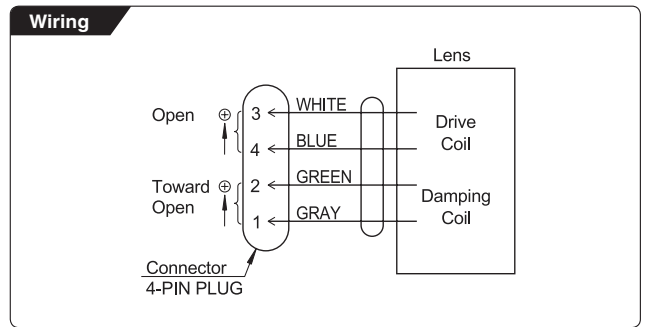 Wiring
Lens
Open ⊕ 3 WHITE
Drive
Coil
4 BLUE
Toward
Open
⊕ 2 GREEN
Damping
Coil
1 GRAY
Connector
4-PIN PLUG